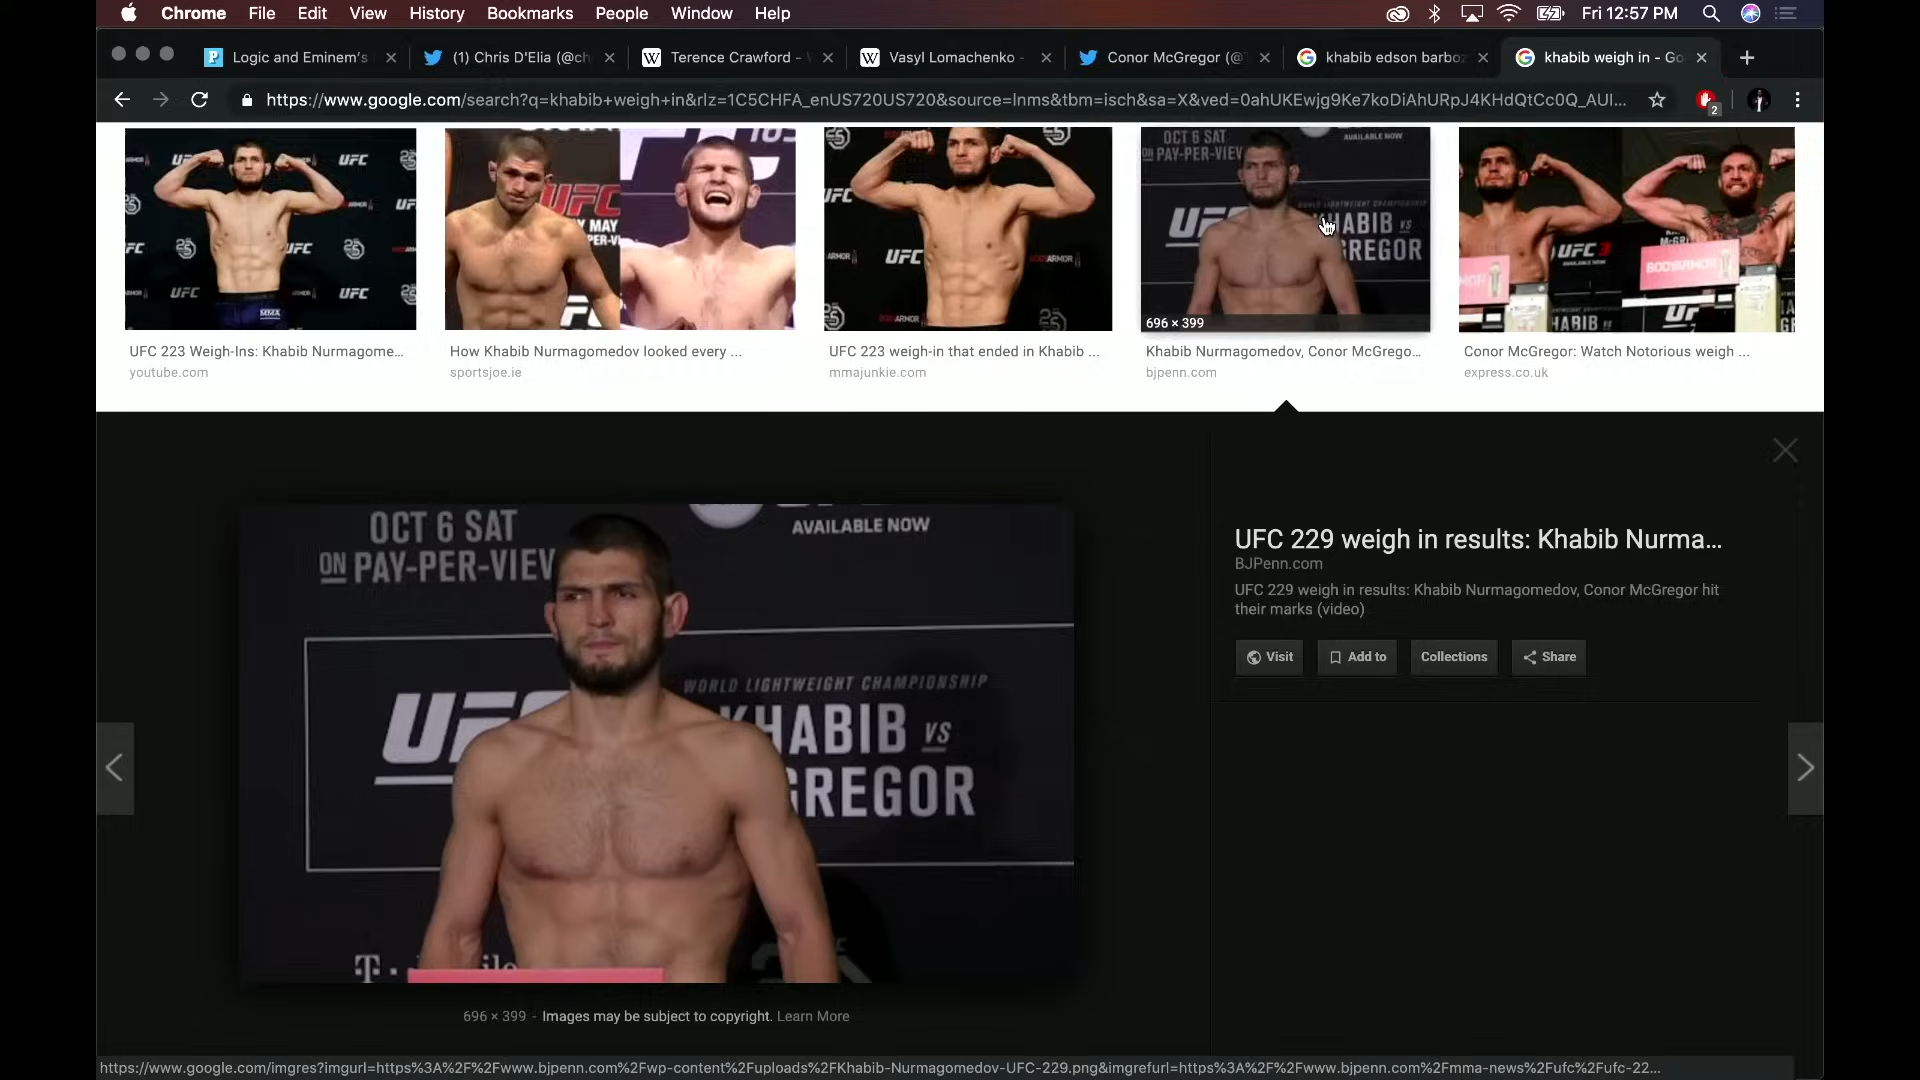 Chrome File Edit View History Bookmarks People Window Help Fri 12:57 PM
Logic and Eminem's (1) Chris D'Elia (@ch Terence Crawford - W Vasyl Lomachenko - Conor McGregor (@ khabib edson barboz khabib weigh in - Go
https://www.google.com/search?q=khabib+weigh+in&rlz=1C5CHFA_enUS720US720&source=lnms&tbm=isch&sa=X&ved=0ahUKEwjg9Ke7koDiAhURpJ4KHdQtCc0Q_AUI... 2
696 × 399
UFC 223 Weigh-Ins: Khabib Nurmagome... How Khabib Nurmagomedov looked every ... UFC 223 weigh-in that ended in Khabib ... Khabib Nurmagomedov, Conor McGrego... Conor McGregor: Watch Notorious weigh ...
youtube.com sportsjoe.ie mmajunkie.com bjpenn.com express.co.uk
OCT 6 SAT
AVAILABLE NOW
ON PAY-PER-VIEW
WORLD LIGHTWEIGHT CHAMPIONSHIP
UFC KHABIB VS
GREGOR
UFC 229 weigh in results: Khabib Nurma...
BJPenn.com
UFC 229 weigh in results: Khabib Nurmagomedov, Conor McGregor hit
their marks (video)
Visit Add to Collections Share
696 × 399 - Images may be subject to copyright. Learn More
https://www.google.com/imgres?imgurl=https%3A%2F%2Fwww.bjpenn.com%2Fwp-content%2Fuploads%2FKhabib-Nurmagomedov-UFC-229.png&imgrefurl=https%3A%2F%2Fwww.bjpenn.com%2Fmma-news%2Fufc%2Fufc-22...